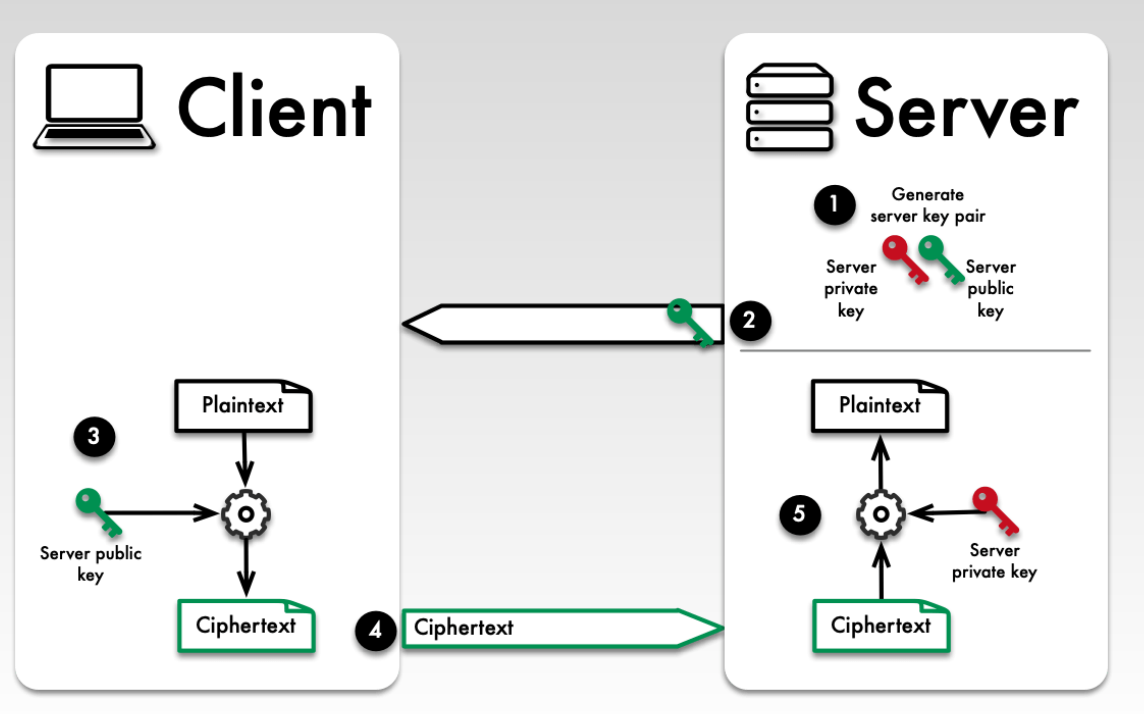 Client
Server
1
Generate
server key pair
Server
private
key
Server
public
key
2
3
Plaintext
Server public
key
Ciphertext
4
Ciphertext
Plaintext
5
Server
private key
Ciphertext